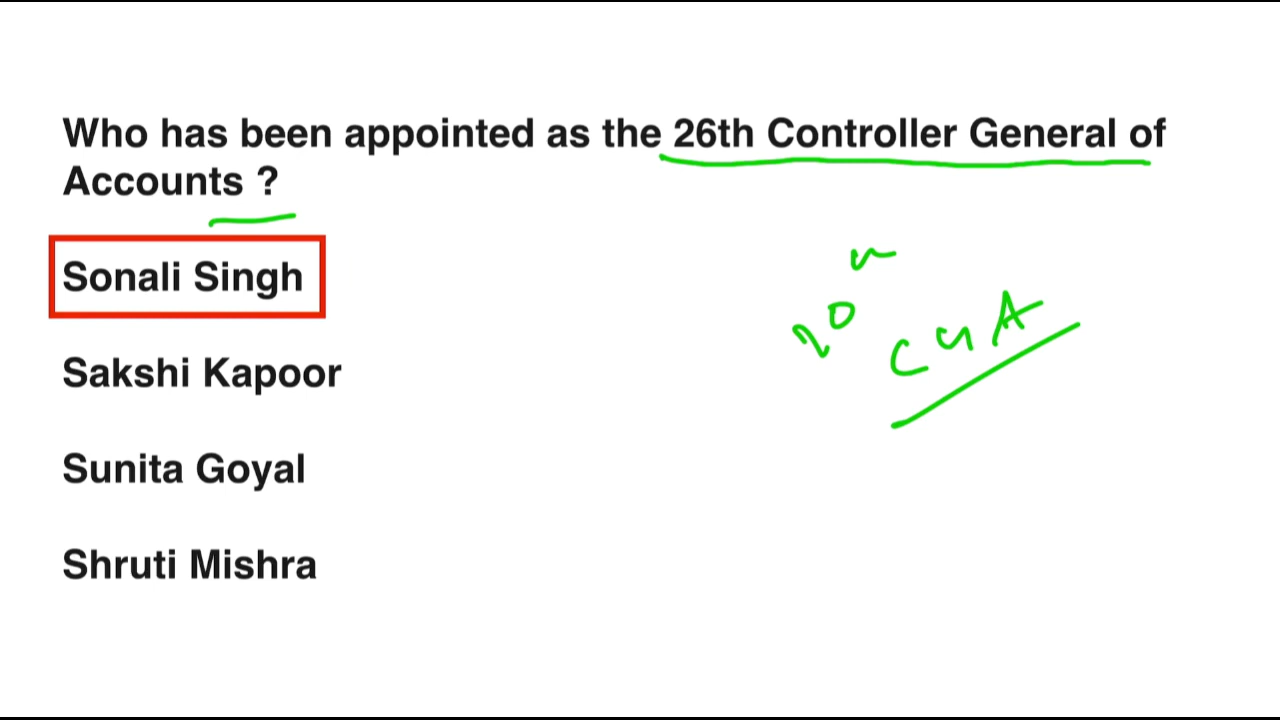 Who has been appointed as the 26th Controller General of
Accounts ?
Sonali Singh
Sakshi Kapoor
Sunita Goyal
Shruti Mishra
CGA